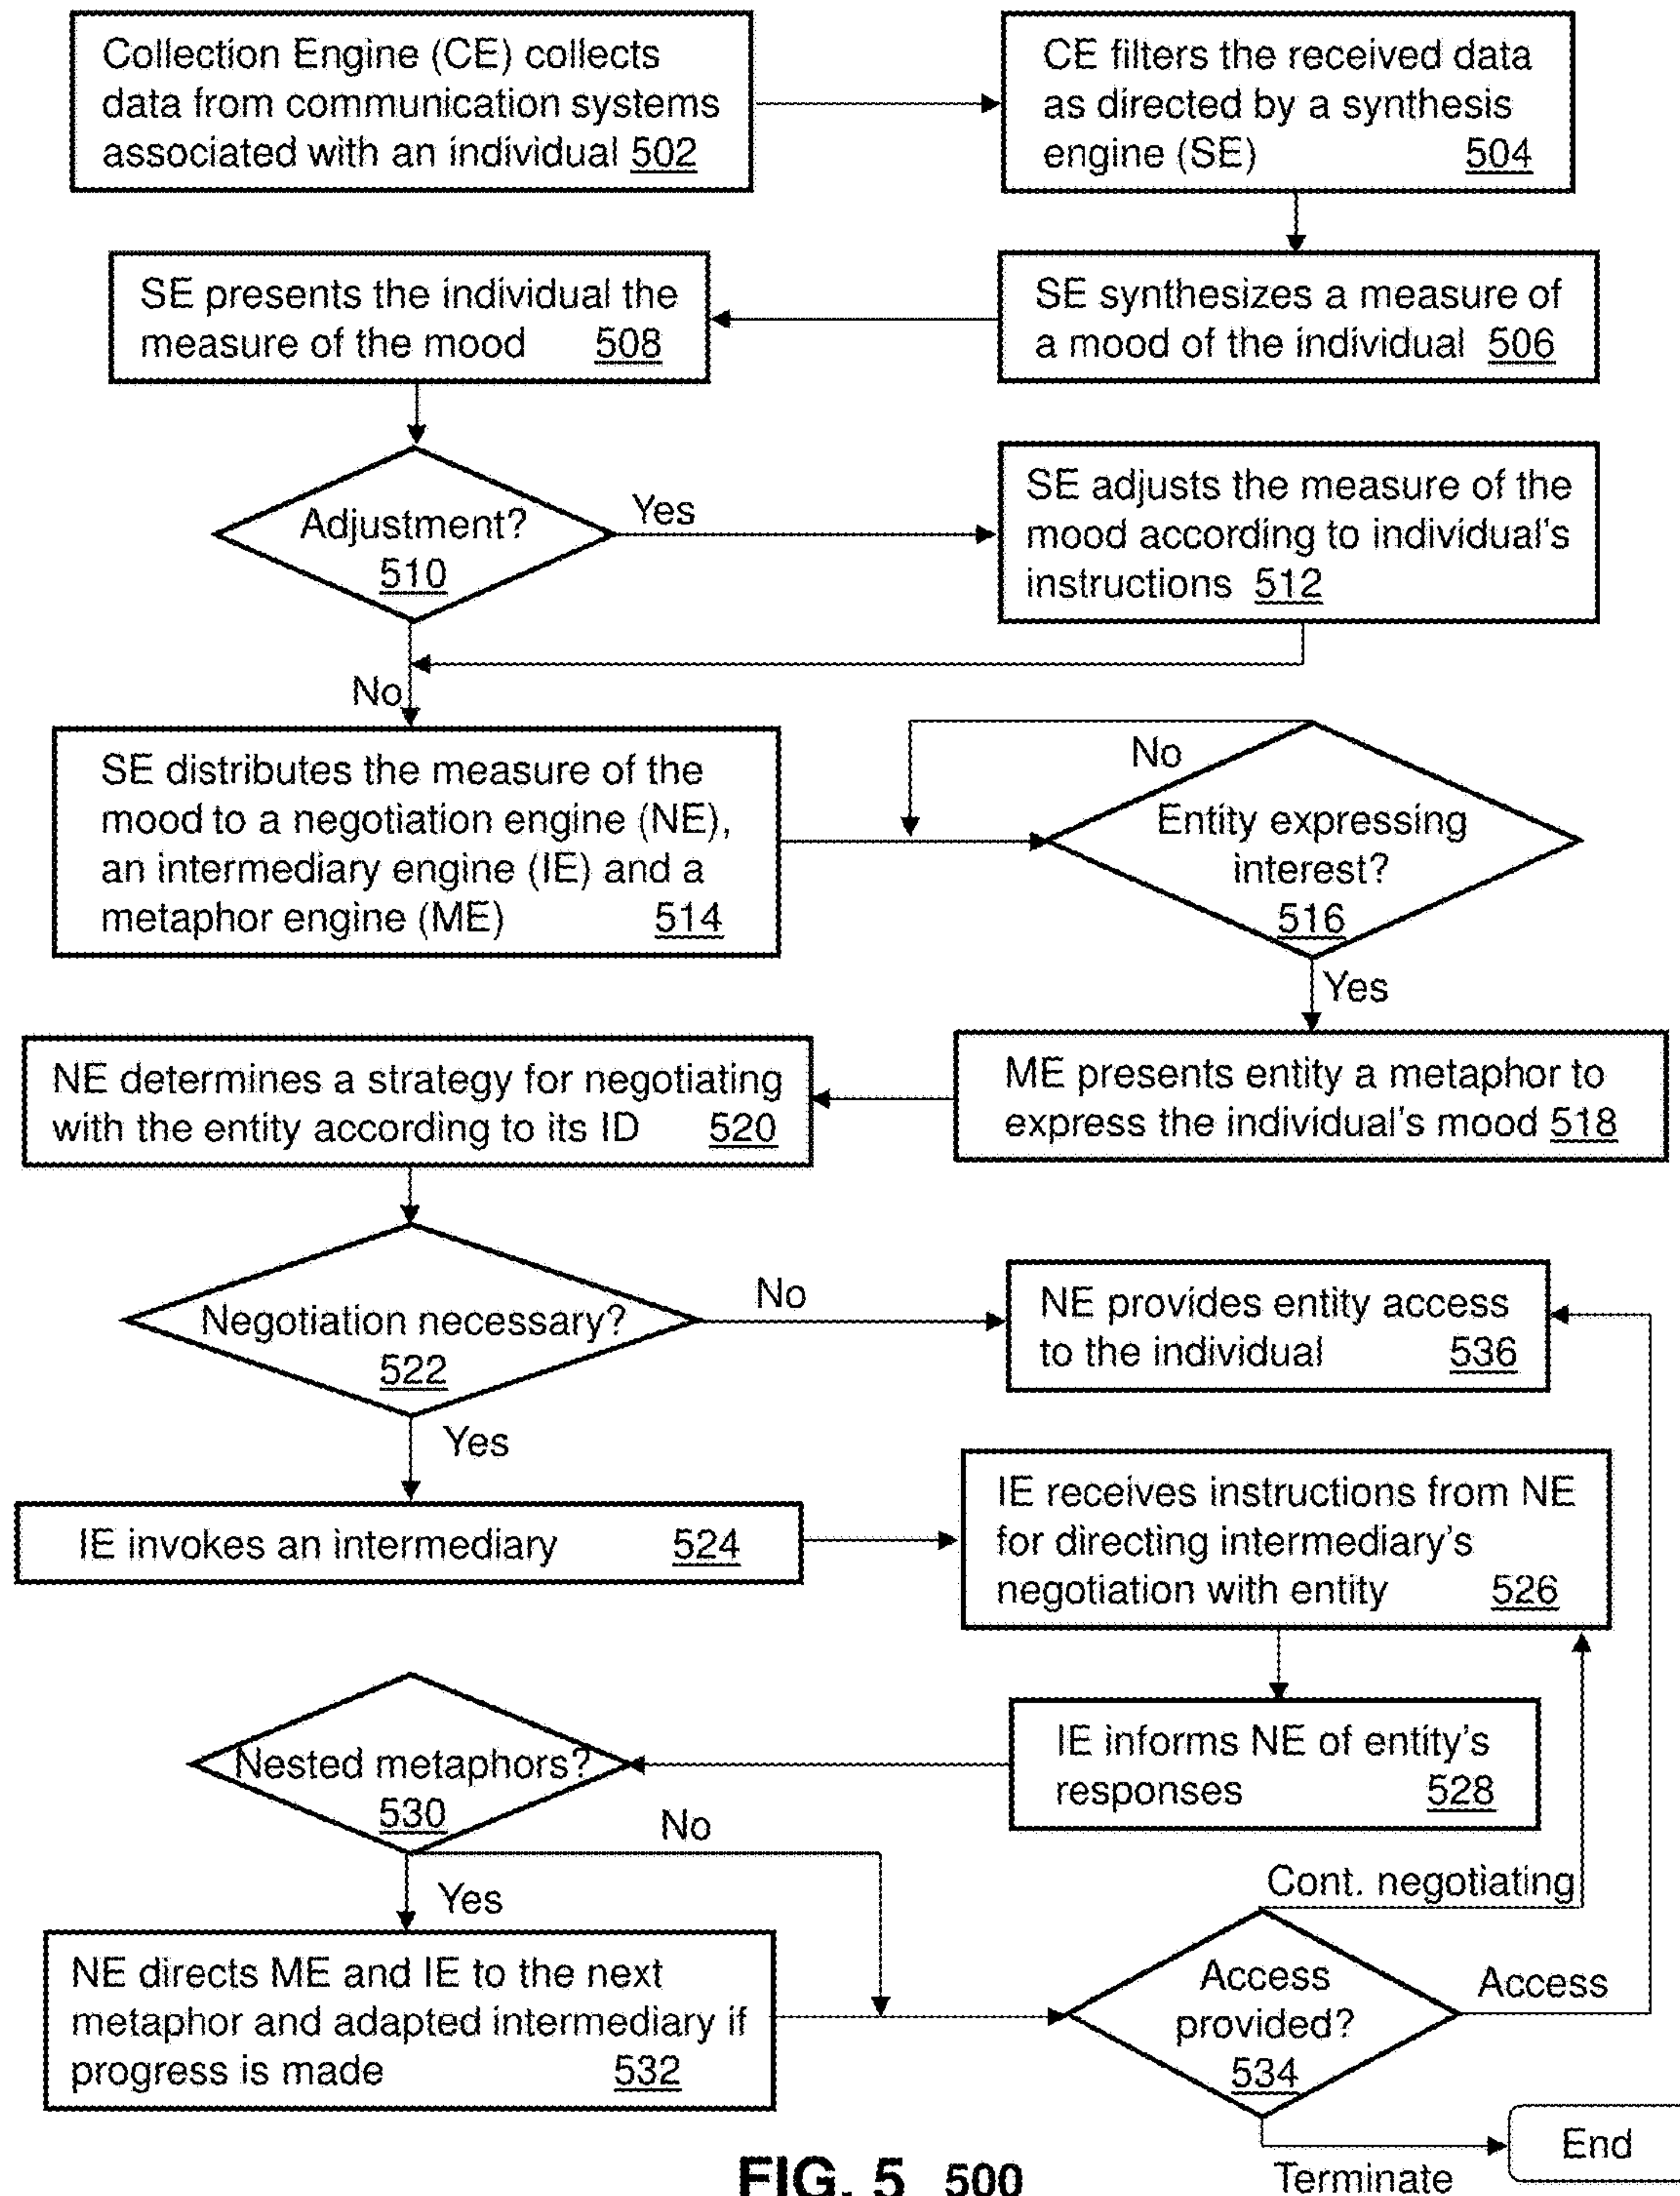 Collection Engine (CE) collects
data from communication systems
associated with an individual 502
CE filters the received data
as directed by a synthesis
engine (SE) 504
SE presents the individual the
measure of the mood 508
SE synthesizes a measure of
a mood of the individual 506
Adjustment?
510
Yes
SE adjusts the measure of the
mood according to individual's
instructions 512
No
SE distributes the measure of the
mood to a negotiation engine (NE),
an intermediary engine (IE) and a
metaphor engine (ME) 514
No
Entity expressing
interest?
516
Yes
NE determines a strategy for negotiating
with the entity according to its ID 520
ME presents entity a metaphor to
express the individual's mood 518
Negotiation necessary?
522
No
NE provides entity access
to the individual 536
Yes
IE invokes an intermediary 524
IE receives instructions from NE
for directing intermediary's
negotiation with entity 526
Nested metaphors?
530
IE informs NE of entity's
responses 528
No
Yes
Cont. negotiating
NE directs ME and IE to the next
metaphor and adapted intermediary if
progress is made 532
Access
provided?
534
Access
End
Terminate
FIG. 5 500